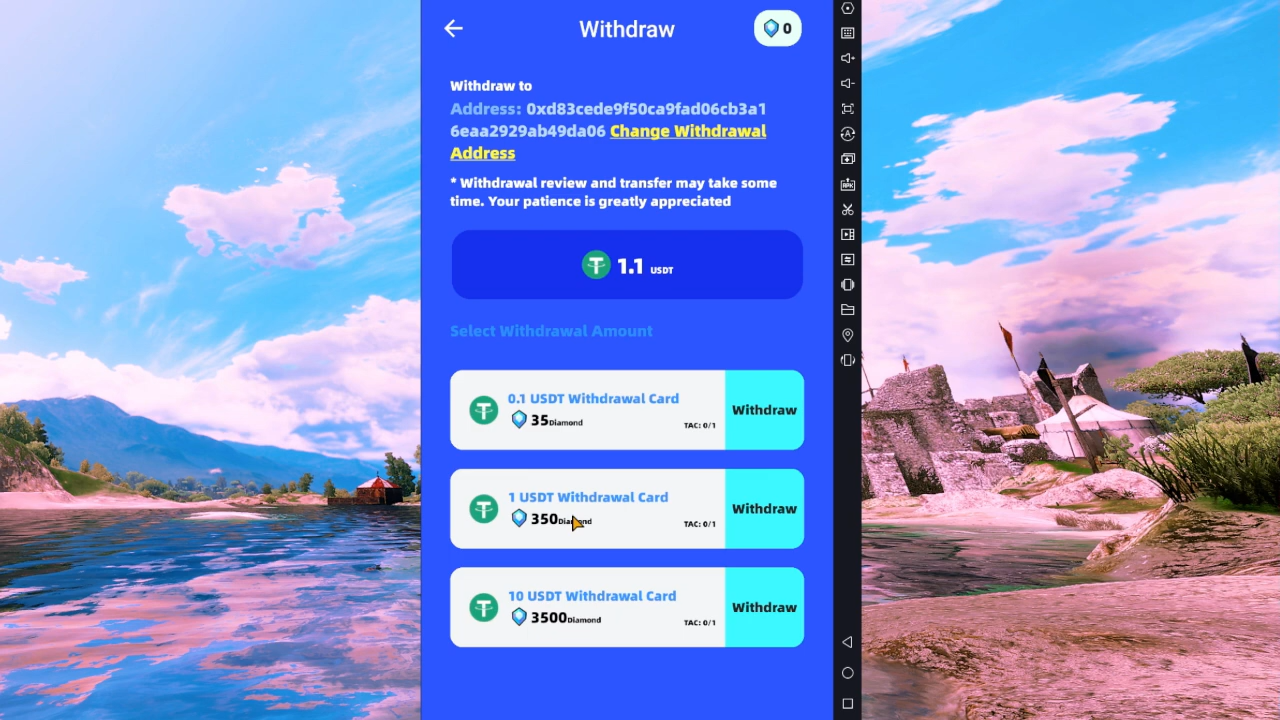 Withdraw
0
Withdraw to
Address: 0xd83cede9f50ca9fad06cb3a1
6eaa2929ab49da06 Change Withdrawal
Address
* Withdrawal review and transfer may take some
time. Your patience is greatly appreciated
1.1 USDT
Select Withdrawal Amount
0.1 USDT Withdrawal Card
35Diamond
TAC: 0/1
Withdraw
1 USDT Withdrawal Card
350Diamond
TAC: 0/1
Withdraw
10 USDT Withdrawal Card
3500Diamond
TAC: 0/1
Withdraw